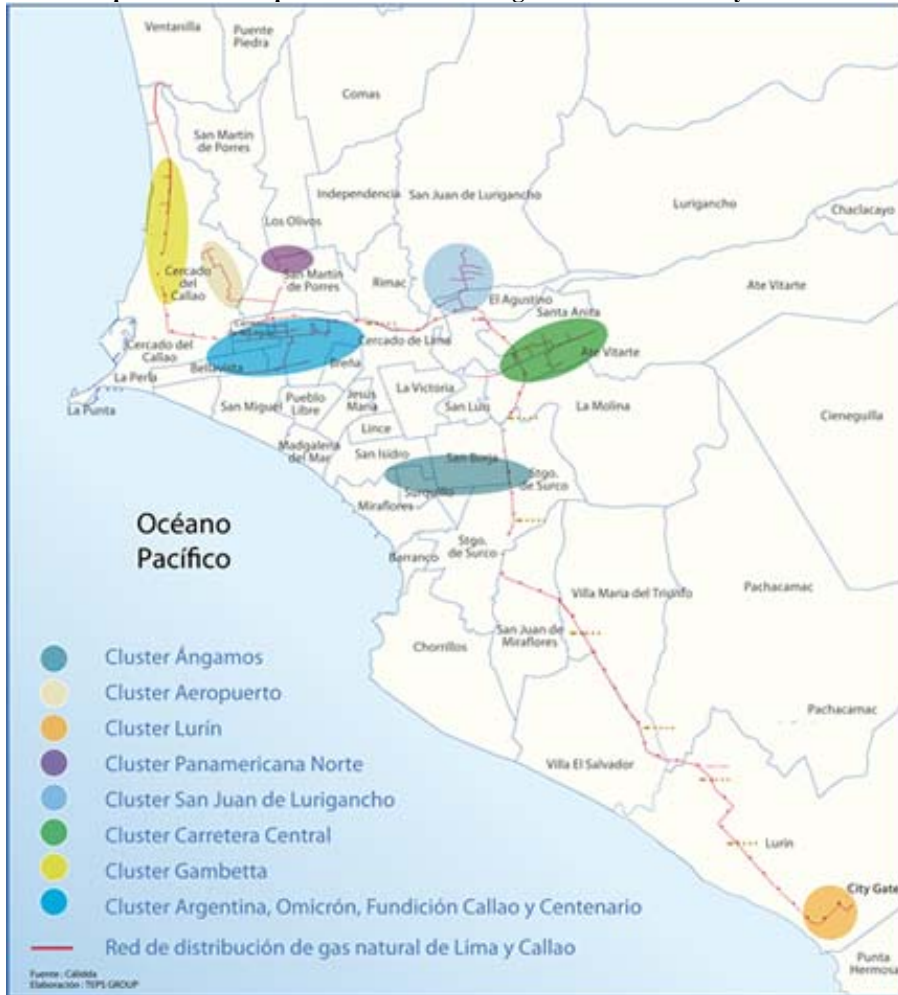 Ventanilla
Puente
Piedra
Comas
San Martin
de Porres
Independencia
San Juan de Lurigancho
Lurigancho
Chaclacayo
Los Olivos
Cercado
del
Callao
San Martin
de Porres
Rimac
El Agustino
Ate Vitarte
Santa Anita
Cercado del
Callao
Cercado de Lima
Ate Vitarte
Bellavista
Breña
La Perla
La Punta
San Miguel
Pueblo
Libre
Jesus
Maria
La Victoria
San Luis
La Molina
Cieneguilla
Lince
Madgalena
del Mar
San Isidro
San Borja
Stgo.
de Surco
Surquillo
Miraflores
Océano
Pacífico
Stgo.
de Surco
Barranco
Villa Maria del Triunfo
Pachacamac
San Juan de
Miraflores
Chorrillos
Pachacamac
Villa El Salvador
Lurín
City Gate
Punta
Hermosa
Cluster Ángamos
Cluster Aeropuerto
Cluster Lurín
Cluster Panamericana Norte
Cluster San Juan de Lurigancho
Cluster Carretera Central
Cluster Gambetta
Cluster Argentina, Omicrón, Fundición Callao y Centenario
Red de distribución de gas natural de Lima y Callao
Fuente : Cálidda
Elaboración : TEPS GROUP